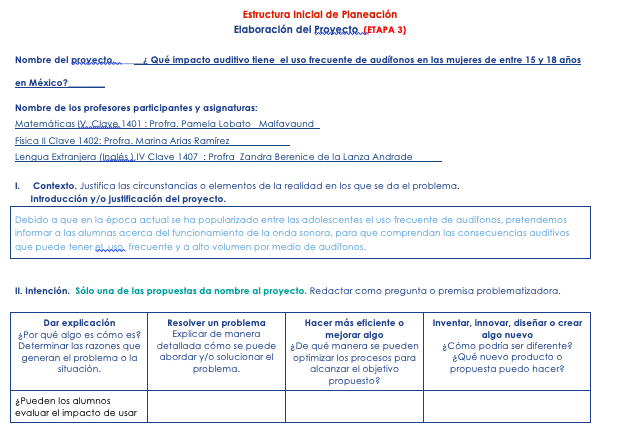 Estructura Inicial de Planeación
Elaboración del Proyecto (ETAPA 3)
Nombre del proyecto. ¿ Qué impacto auditivo tiene el uso frecuente de audífonos en las mujeres de entre 15 y 18 años
en México?
Nombre de los profesores participantes y asignaturas:
Matemáticas IV Clave 1401 : Profra. Pamela Lobato Malfavaund
Física II Clave 1402: Profra. Marina Arias Ramírez
Lengua Extranjera (Inglés ) IV Clave 1407 : Profra Zandra Berenice de la Lanza Andrade
I. Contexto. Justifica las circunstancias o elementos de la realidad en los que se da el problema.
Introducción y/o justificación del proyecto.
Debido a que en la época actual se ha popularizado entre las adolescentes el uso frecuente de audífonos, pretendemos
informar a las alumnas acerca del funcionamiento de la onda sonora, para que comprendan las consecuencias auditivos
que puede tener el uso frecuente y a alto volumen por medio de audífonos.
II. Intención. Sólo una de las propuestas da nombre al proyecto. Redactar como pregunta o premisa problematizadora.
Dar explicación
¿Por qué algo es cómo es?
Determinar las razones que
generan el problema o la
situación.
Resolver un problema
Explicar de manera
detallada cómo se puede
abordar y/o solucionar el
problema.
Hacer más eficiente o
mejorar algo
¿De qué manera se pueden
optimizar los procesos para
alcanzar el objetivo
propuesto?
Inventar, innovar, diseñar o crear
algo nuevo
¿Cómo podría ser diferente?
¿Qué nuevo producto o
propuesta puedo hacer?
¿Pueden los alumnos
evaluar el impacto de usar